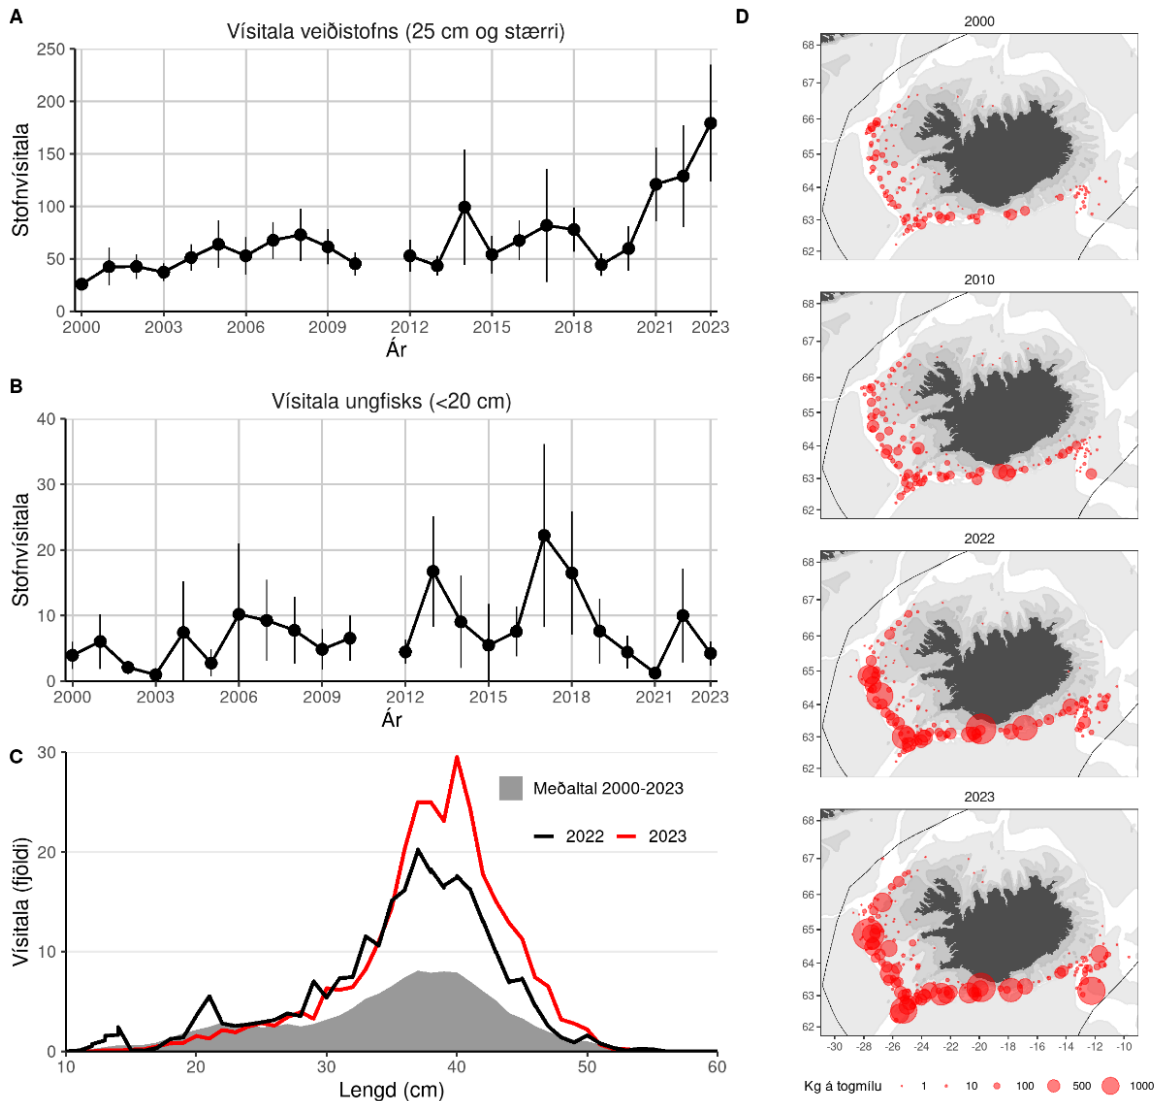 A
Vísitala veiðistofns (25 cm og stærri)
Stofnvísitala
250
200
150
100
50
0
2000 2003 2006 2009 2012 2015 2018 2021 2023
Ár
B
Vísitala ungfisks (<20 cm)
Stofnvísitala
40
30
20
10
0
2000 2003 2006 2009 2012 2015 2018 2021 2023
Ár
C
Vísitala (fjöldi)
30
20
10
0
Meðaltal 2000-2023
2022 2023
10 20 30 40 50 60
Lengd (cm)
D
2000
68
67
66
65
64
63
62
2010
68
67
66
65
64
63
62
2022
68
67
66
65
64
63
62
2023
68
67
66
65
64
63
62
-30 -28 -26 -24 -22 -20 -18 -16 -14 -12 -10
Kg á togmílu 1 10 100 500 1000